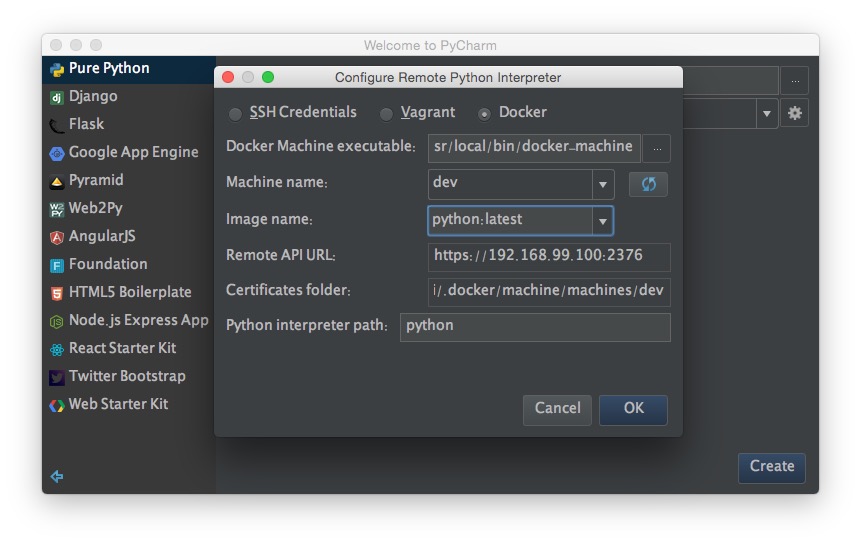 Welcome to PyCharm
Pure Python
Django
Flask
Google App Engine
Pyramid
Web2Py
AngularJS
Foundation
HTML5 Boilerplate
Node.js Express App
React Starter Kit
Twitter Bootstrap
Web Starter Kit
...
Configure Remote Python Interpreter
SSH Credentials Vagrant Docker
Docker Machine executable: sr/local/bin/docker-machine ...
Machine name: dev
Image name: python:latest
Remote API URL: https://192.168.99.100:2376
Certificates folder: i/.docker/machine/machines/dev
Python interpreter path: python
Cancel OK
Create